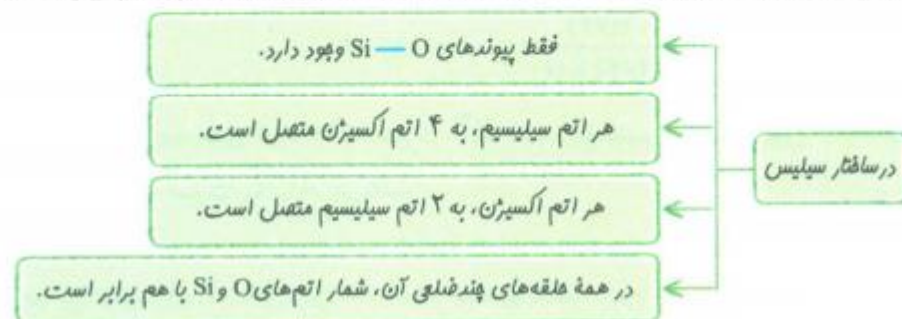 در ساختار سیلیس
فقط پیوندهای Si — O وجود دارد.
هر اتم سیلیسیم، به ۴ اتم اکسیژن متصل است.
هر اتم اکسیژن، به ۲ اتم سیلیسیم متصل است.
در همهٔ حلقه‌های چندضلعی آن، شمار اتم‌های O و Si با هم برابر است.